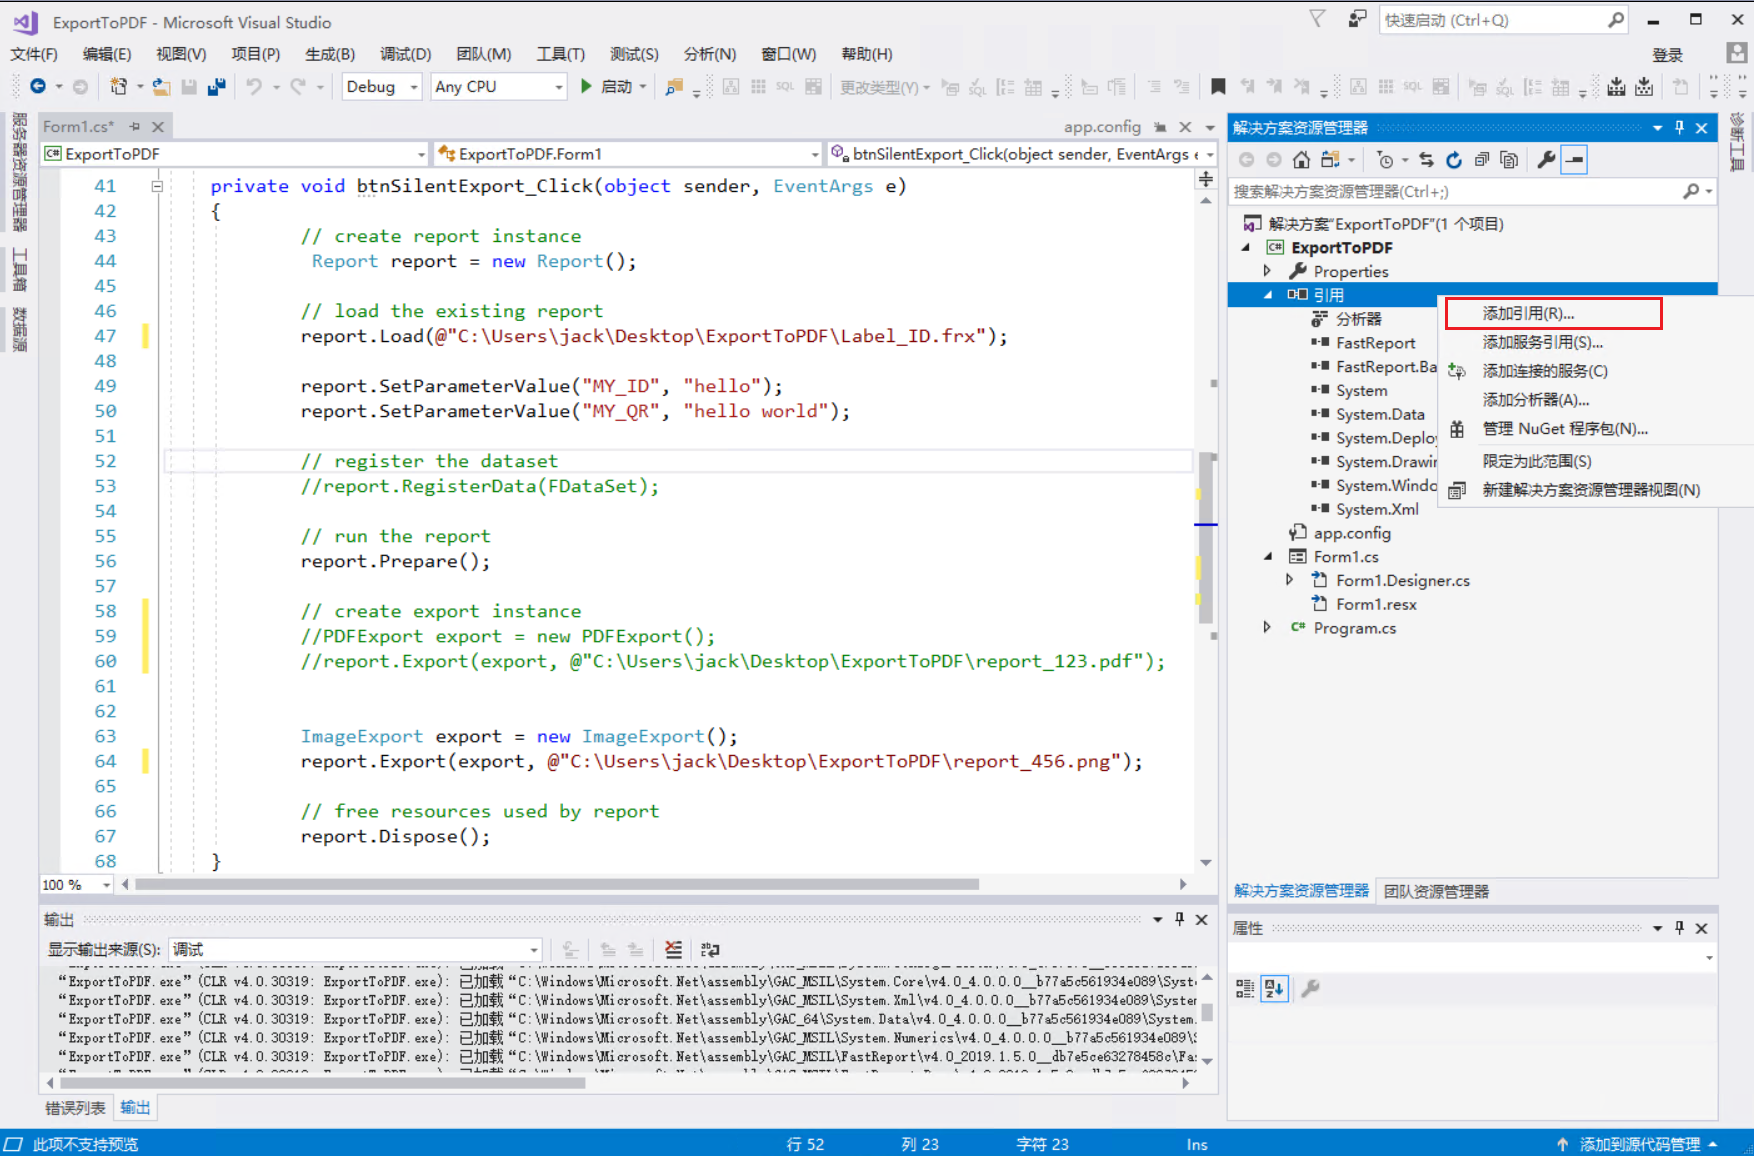 ExportToPDF - Microsoft Visual Studio
快速启动 (Ctrl+Q)
文件(F) 编辑(E) 视图(V) 项目(P) 生成(B) 调试(D) 团队(M) 工具(T) 测试(S) 分析(N) 窗口(W) 帮助(H)
登录
Debug Any CPU 启动 SQL 更改类型(Y) SQL SQL SQL
服务器资源管理器
工具箱
数据源
Form1.cs*
app.config
C# ExportToPDF
ExportToPDF.Form1
btnSilentExport_Click(object sender, EventArgs e
41 private void btnSilentExport_Click(object sender, EventArgs e)
42 {
43 // create report instance
44 Report report = new Report();
45
46 // load the existing report
47 report.Load(@"C:\Users\jack\Desktop\ExportToPDF\Label_ID.frx");
48
49 report.SetParameterValue("MY_ID", "hello");
50 report.SetParameterValue("MY_QR", "hello world");
51
52 // register the dataset
53 //report.RegisterData(FDataSet);
54
55 // run the report
56 report.Prepare();
57
58 // create export instance
59 //PDFExport export = new PDFExport();
60 //report.Export(export, @"C:\Users\jack\Desktop\ExportToPDF\report_123.pdf");
61
62
63 ImageExport export = new ImageExport();
64 report.Export(export, @"C:\Users\jack\Desktop\ExportToPDF\report_456.png");
65
66 // free resources used by report
67 report.Dispose();
68 }
100 %
输出
显示输出来源(S): 调试
“ExportToPDF.exe”(CLR v4.0.30319: ExportToPDF.exe): 已加载“C:\Windows\Microsoft.Net\assembly\GAC_MSIL\System.Core\v4.0_4.0.0.0__b77a5c561934e089\Syste
“ExportToPDF.exe”(CLR v4.0.30319: ExportToPDF.exe): 已加载“C:\Windows\Microsoft.Net\assembly\GAC_MSIL\System.Xml\v4.0_4.0.0.0__b77a5c561934e089\System
“ExportToPDF.exe”(CLR v4.0.30319: ExportToPDF.exe): 已加载“C:\Windows\Microsoft.Net\assembly\GAC_64\System.Data\v4.0_4.0.0.0__b77a5c561934e089\System.
“ExportToPDF.exe”(CLR v4.0.30319: ExportToPDF.exe): 已加载“C:\Windows\Microsoft.Net\assembly\GAC_MSIL\System.Numerics\v4.0_4.0.0.0__b77a5c561934e089\S
“ExportToPDF.exe”(CLR v4.0.30319: ExportToPDF.exe): 已加载“C:\Windows\Microsoft.Net\assembly\GAC_MSIL\FastReport\v4.0_2019.1.5.0__db7e5ce63278458c\Fa
错误列表 输出
解决方案资源管理器
搜索解决方案资源管理器(Ctrl+;)
解决方案"ExportToPDF"(1 个项目)
C# ExportToPDF
Properties
引用
分析器
FastReport
FastReport.Ba
System
System.Data
System.Deploy
System.Drawin
System.Windo
System.Xml
app.config
Form1.cs
Form1.Designer.cs
Form1.resx
C# Program.cs
添加引用(R)...
添加服务引用(S)...
添加连接的服务(C)
添加分析器(A)...
管理 NuGet 程序包(N)...
限定为此范围(S)
新建解决方案资源管理器视图(N)
解决方案资源管理器 团队资源管理器
属性
诊断工具
此项不支持预览 行 52 列 23 字符 23 Ins 添加到源代码管理